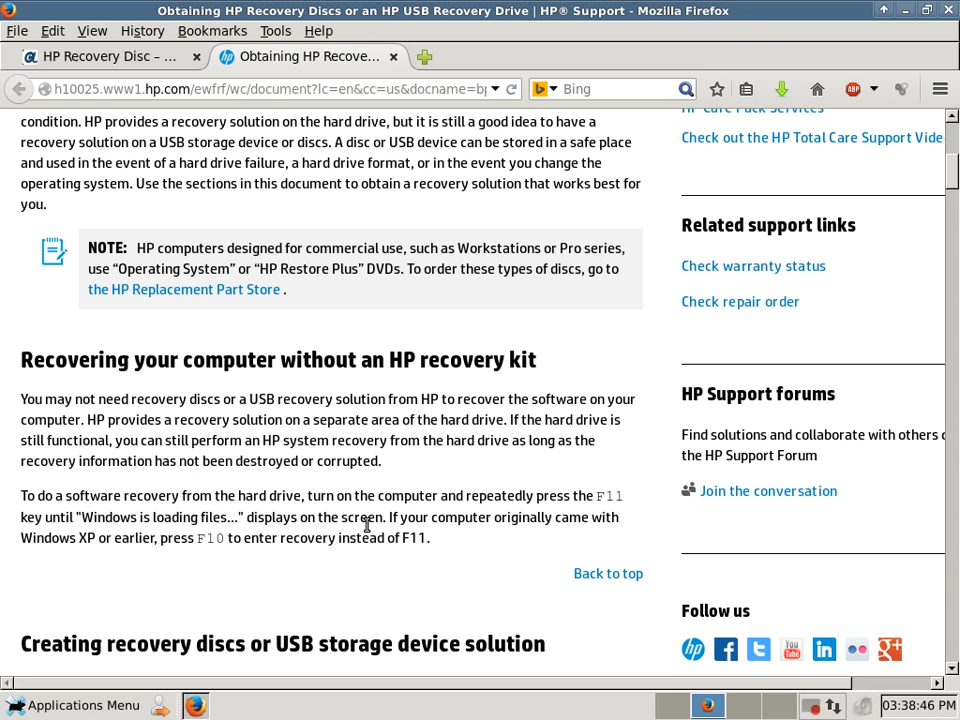 Obtaining HP Recovery Discs or an HP USB Recovery Drive | HP® Support - Mozilla Firefox
File Edit View History Bookmarks Tools Help
HP Recovery Disc – ...
Obtaining HP Recove...
h10025.www1.hp.com/ewfrf/wc/document?lc=en&cc=us&docname=bp
Bing
ABP
condition. HP provides a recovery solution on the hard drive, but it is still a good idea to have a
recovery solution on a USB storage device or discs. A disc or USB device can be stored in a safe place
and used in the event of a hard drive failure, a hard drive format, or in the event you change the
operating system. Use the sections in this document to obtain a recovery solution that works best for
you.
NOTE: HP computers designed for commercial use, such as Workstations or Pro series,
use “Operating System” or “HP Restore Plus” DVDs. To order these types of discs, go to
the HP Replacement Part Store .
Recovering your computer without an HP recovery kit
You may not need recovery discs or a USB recovery solution from HP to recover the software on your
computer. HP provides a recovery solution on a separate area of the hard drive. If the hard drive is
still functional, you can still perform an HP system recovery from the hard drive as long as the
recovery information has not been destroyed or corrupted.
To do a software recovery from the hard drive, turn on the computer and repeatedly press the F11
key until "Windows is loading files..." displays on the screen. If your computer originally came with
Windows XP or earlier, press F10 to enter recovery instead of F11.
Back to top
Creating recovery discs or USB storage device solution
HP Care Pack Services
Check out the HP Total Care Support Vide
Related support links
Check warranty status
Check repair order
HP Support forums
Find solutions and collaborate with others o
the HP Support Forum
Join the conversation
Follow us
Applications Menu
03:38:46 PM